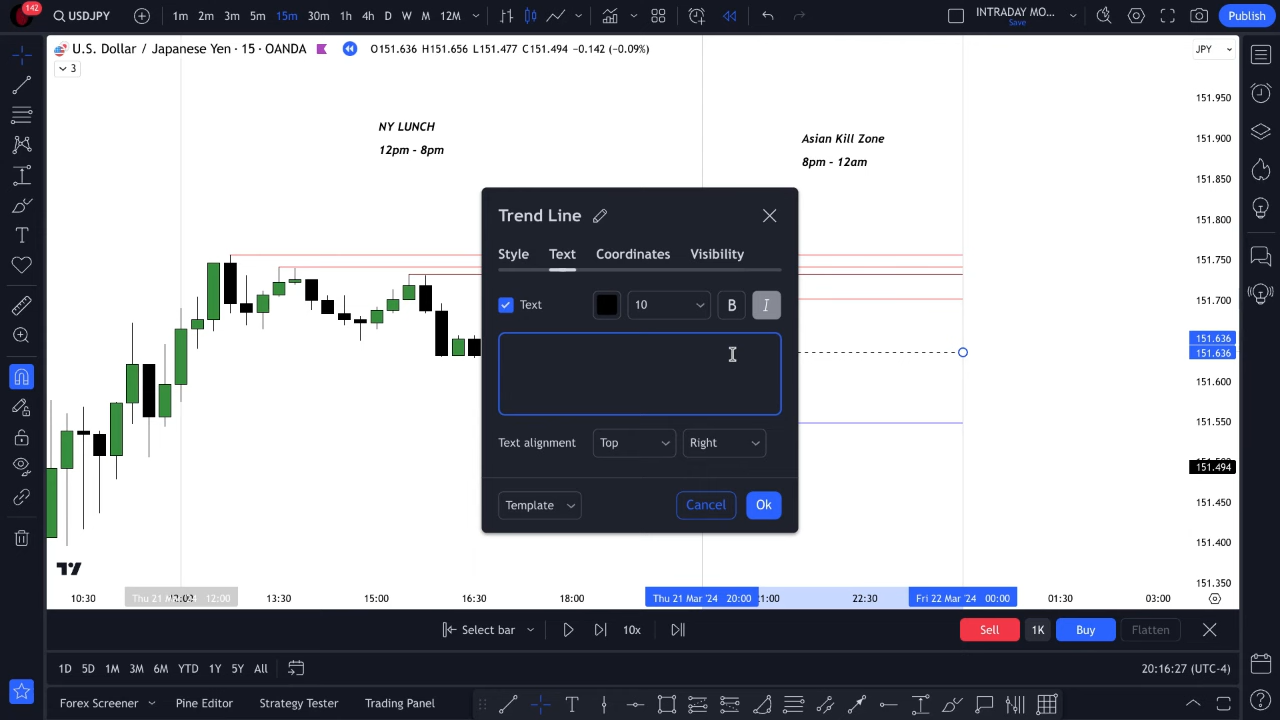 142
USDJPY
1m 2m 3m 5m 15m 30m 1h 4h D W M 12M
INTRADAY MO...
Save
Publish
U.S. Dollar / Japanese Yen · 15 · OANDA
O151.636 H151.656 L151.477 C151.494 −0.142 (−0.09%)
JPY
3
151.950
NY LUNCH
12pm - 8pm
Asian Kill Zone
8pm - 12am
151.900
151.850
151.800
151.750
151.700
151.636
151.636
151.600
151.550
151.494
151.450
151.400
151.350
Trend Line
Style Text Coordinates Visibility
Text
10
B
I
Text alignment
Top
Right
Template
Cancel
Ok
10:30
13:30
15:00
16:30
18:00
Thu 21 Mar '24 20:00
22:30
Fri 22 Mar '24 00:00
01:30
03:00
Select bar
10x
Sell
1K
Buy
Flatten
1D 5D 1M 3M 6M YTD 1Y 5Y All
20:16:27 (UTC-4)
Forex Screener
Pine Editor
Strategy Tester
Trading Panel